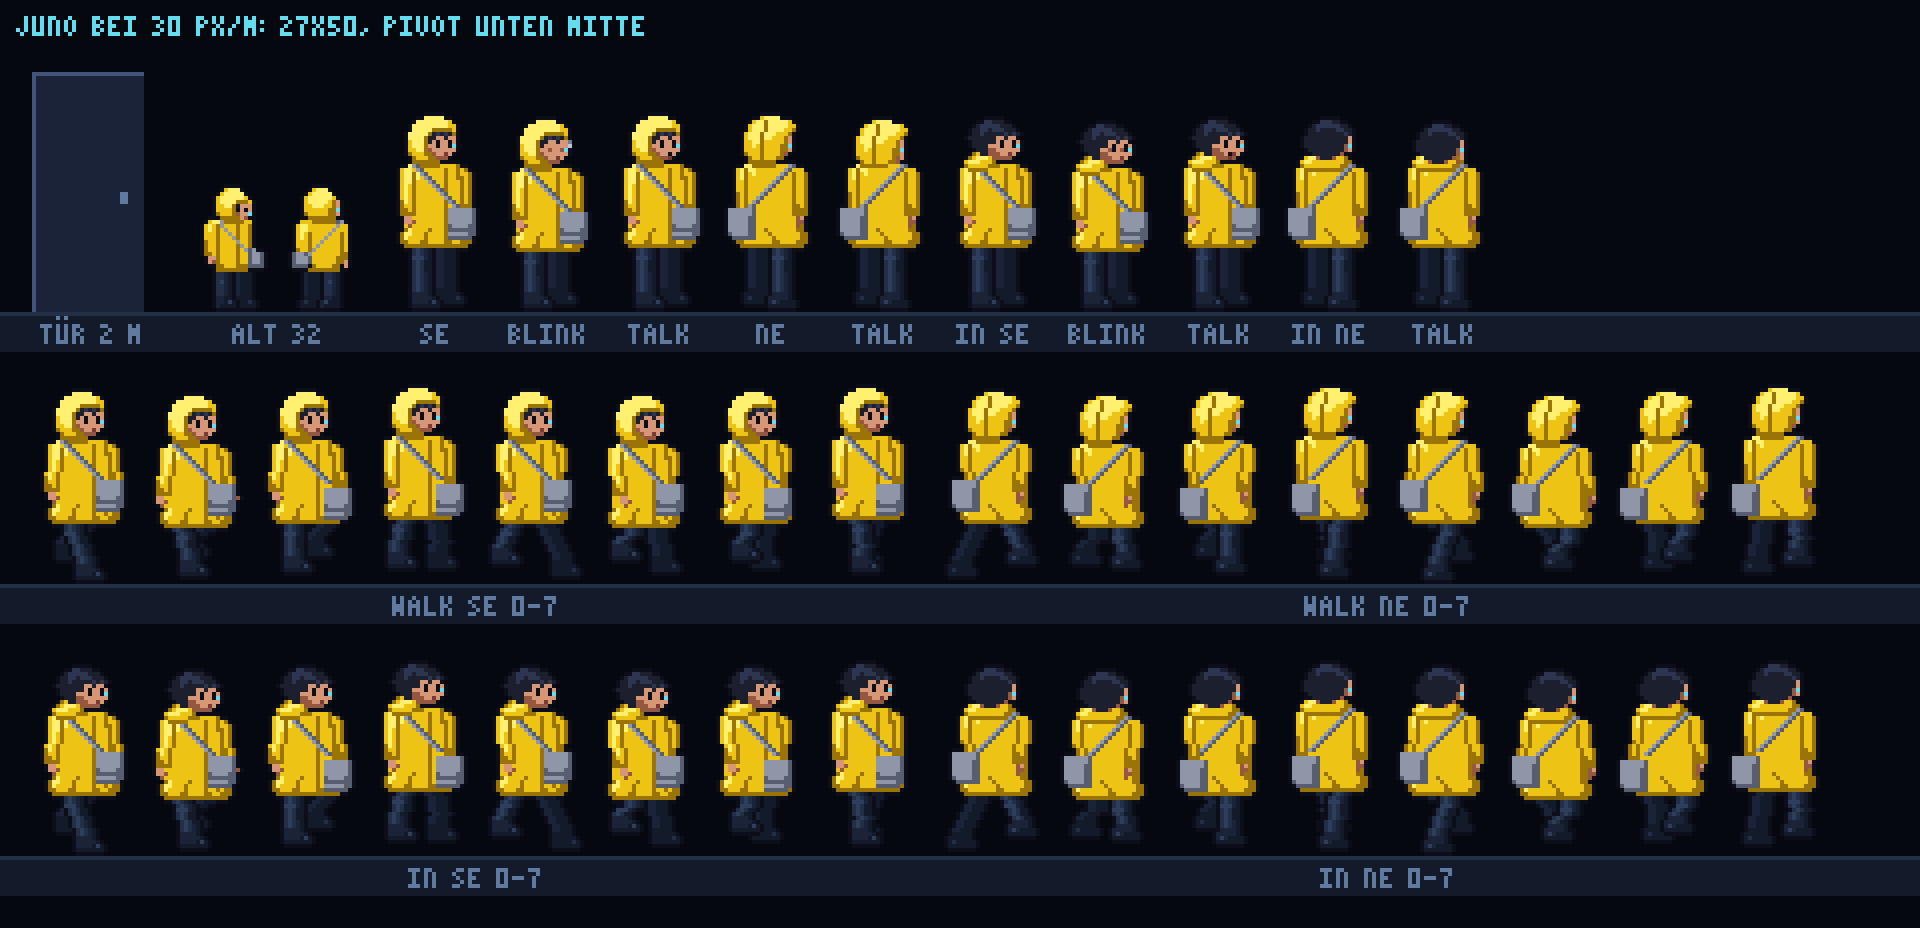 JUNO BEI 30 PX/M: 27X50, PIVOT UNTEN MITTE
TÜR 2 M ALT 32 SE BLINK TALK NE TALK IN SE BLINK TALK IN NE TALK
WALK SE 0-7 WALK NE 0-7
IN SE 0-7 IN NE 0-7